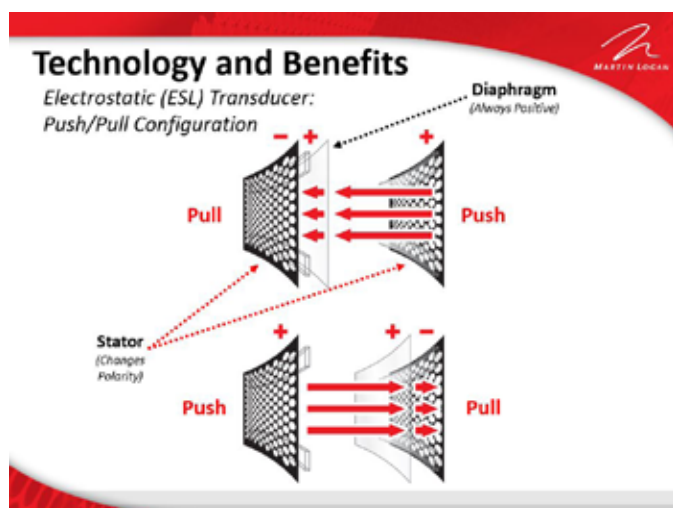 Technology and Benefits
MARTIN LOGAN
Electrostatic (ESL) Transducer:
Push/Pull Configuration
Diaphragm
(Always Positive)
− + +
Pull
Push
Stator
(Changes
Polarity)
+ + −
Push
Pull